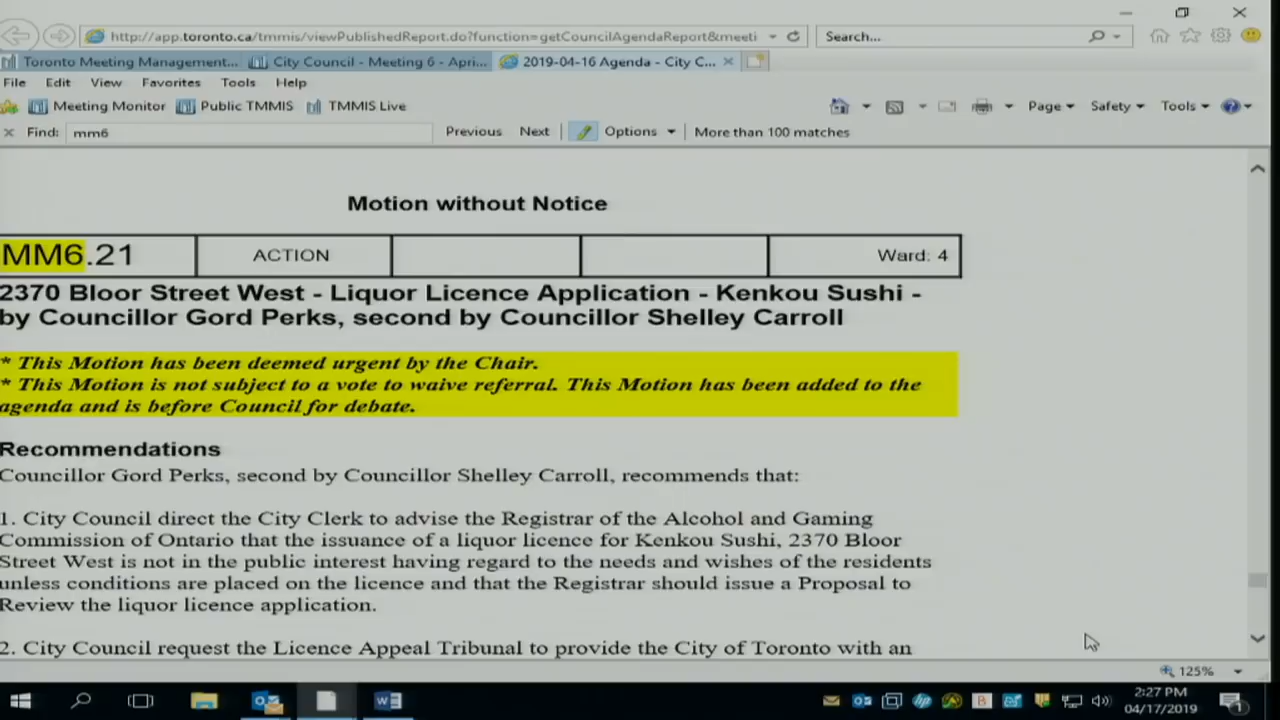 http://app.toronto.ca/tmmis/viewPublishedReport.do?function=getCouncilAgendaReport&meeti
Search...
Toronto Meeting Management...
City Council - Meeting 6 - Apri...
2019-04-16 Agenda - City C...
File Edit View Favorites Tools Help
Meeting Monitor Public TMMIS TMMIS Live
Page Safety Tools
Find: mm6 Previous Next Options More than 100 matches
Motion without Notice
MM6.21 ACTION Ward: 4
2370 Bloor Street West - Liquor Licence Application - Kenkou Sushi -
by Councillor Gord Perks, second by Councillor Shelley Carroll
* This Motion has been deemed urgent by the Chair.
* This Motion is not subject to a vote to waive referral. This Motion has been added to the
agenda and is before Council for debate.
Recommendations
Councillor Gord Perks, second by Councillor Shelley Carroll, recommends that:
1. City Council direct the City Clerk to advise the Registrar of the Alcohol and Gaming
Commission of Ontario that the issuance of a liquor licence for Kenkou Sushi, 2370 Bloor
Street West is not in the public interest having regard to the needs and wishes of the residents
unless conditions are placed on the licence and that the Registrar should issue a Proposal to
Review the liquor licence application.
2. City Council request the Licence Appeal Tribunal to provide the City of Toronto with an
125%
2:27 PM
04/17/2019